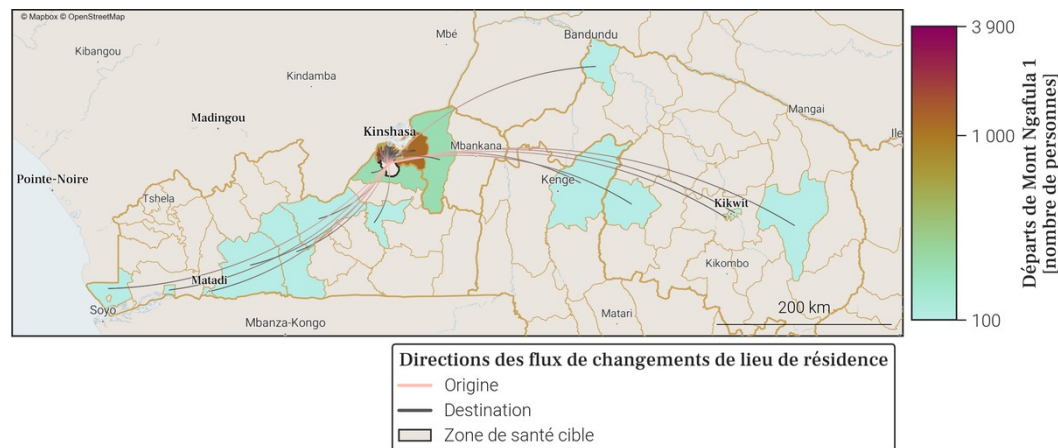 © Mapbox © OpenStreetMap
Mbé
Bandundu
Kibangou
Kindamba
Mangai
Madingou
Kinshasa
Ile
Mbankana
Pointe-Noire
Kenge
Tshela
Kikwit
Kikombo
Matadi
Soyo
Mbanza-Kongo
Matari
200 km
3 900
1 000
100
Départs de Mont Ngafula 1
[nombre de personnes]
Directions des flux de changements de lieu de résidence
Origine
Destination
Zone de santé cible